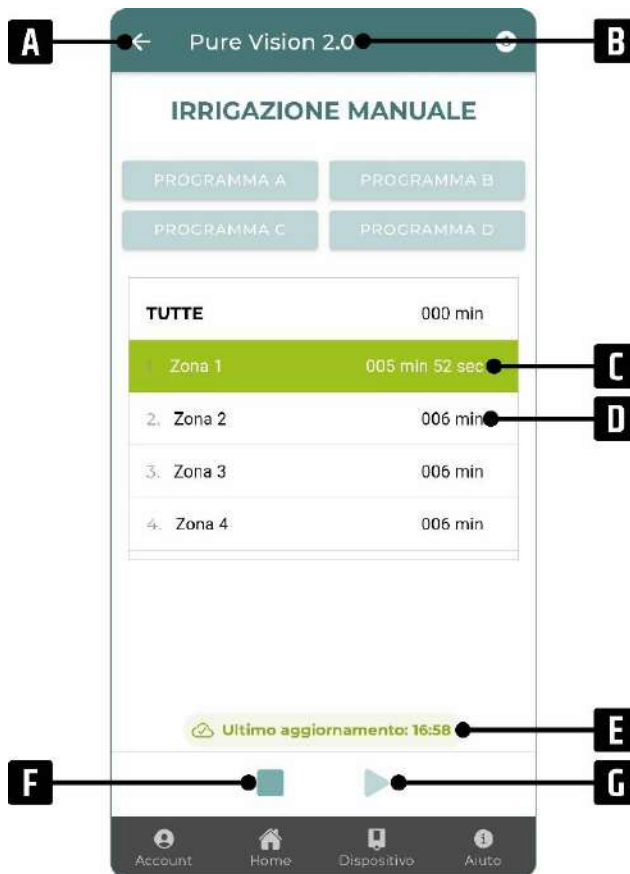 A
Pure Vision 2.0
B
IRRIGAZIONE MANUALE
PROGRAMMA A PROGRAMMA B
PROGRAMMA C PROGRAMMA D
TUTTE 000 min
1. Zona 1 005 min 52 sec
C
2. Zona 2 006 min
D
3. Zona 3 006 min
4. Zona 4 006 min
Ultimo aggiornamento: 16:58
E
F
G
Account Home Dispositivo Aiuto